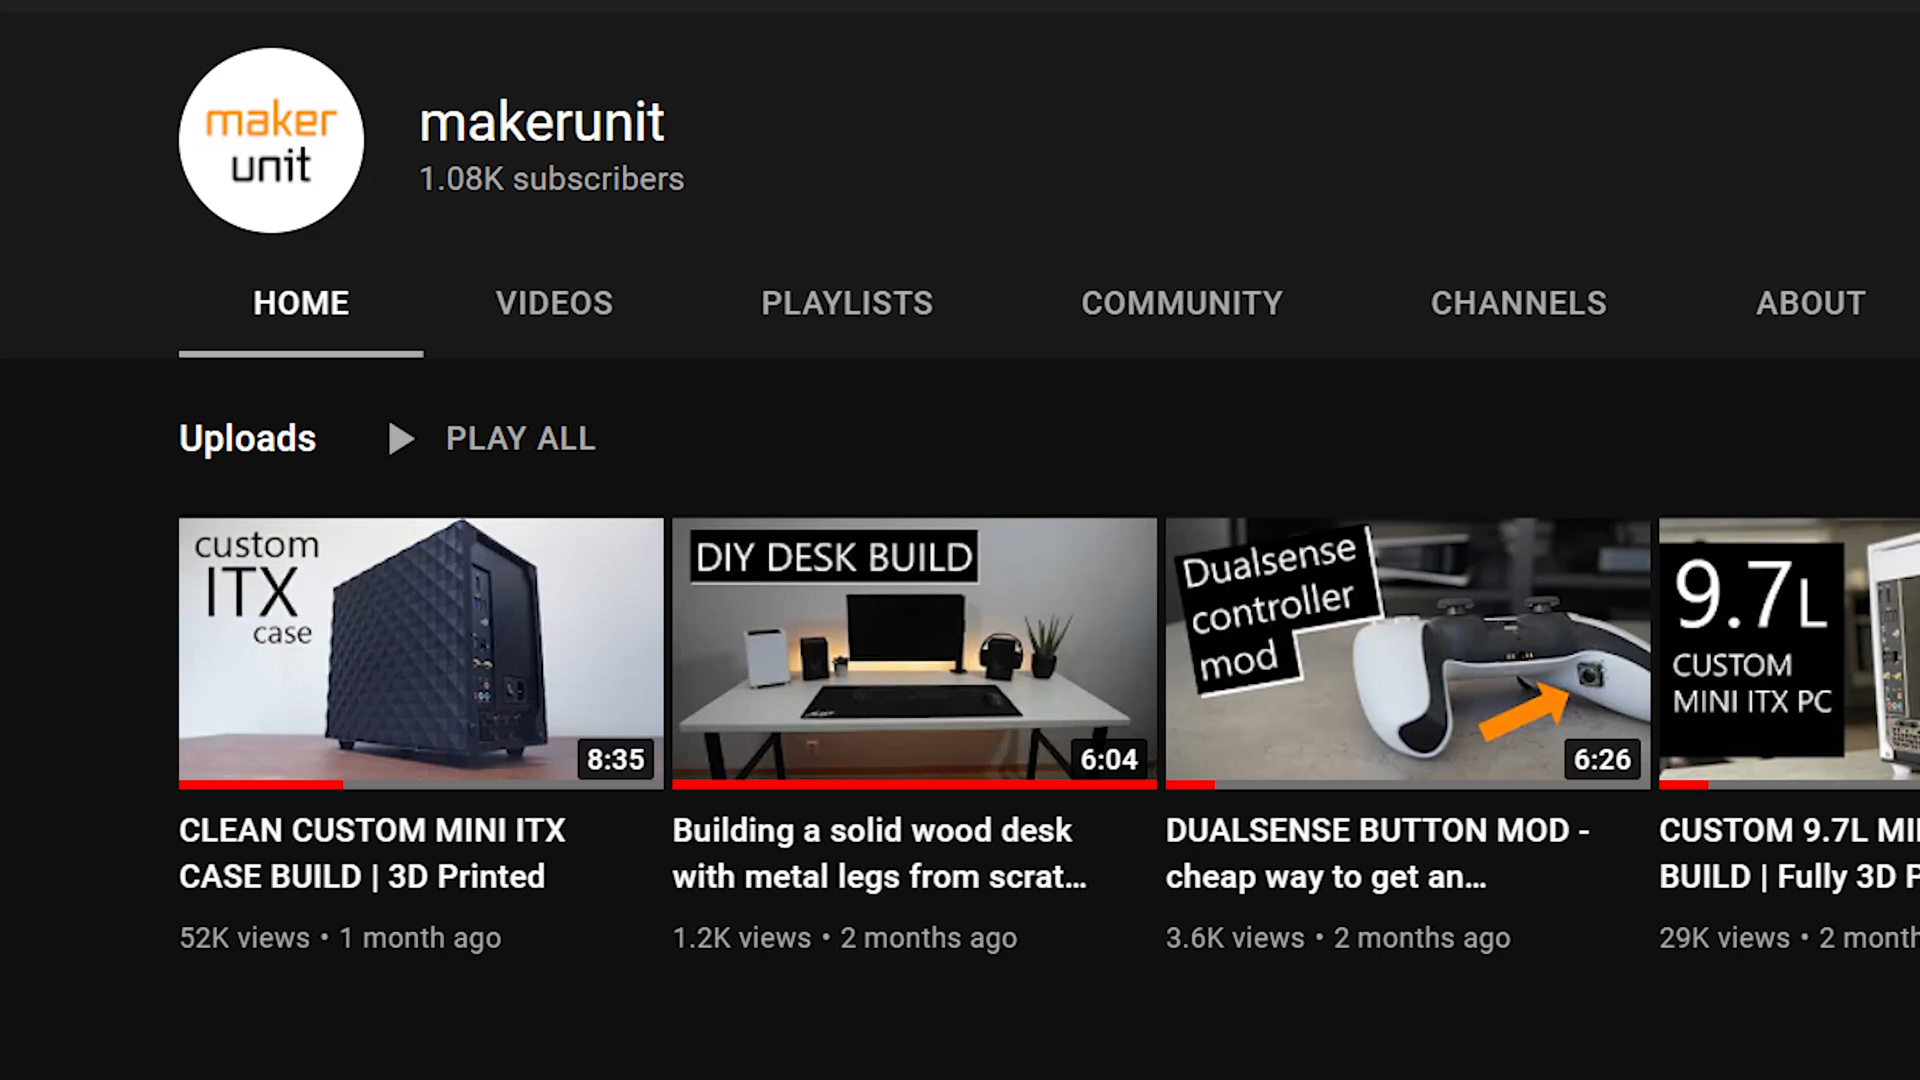 maker
unit
makerunit
1.08K subscribers
HOME
VIDEOS
PLAYLISTS
COMMUNITY
CHANNELS
ABOUT
Uploads
PLAY ALL
custom
ITX
case
8:35
CLEAN CUSTOM MINI ITX
CASE BUILD | 3D Printed
52K views • 1 month ago
DIY DESK BUILD
6:04
Building a solid wood desk
with metal legs from scrat...
1.2K views • 2 months ago
Dualsense
controller
mod
6:26
DUALSENSE BUTTON MOD -
cheap way to get an...
3.6K views • 2 months ago
9.7L
CUSTOM
MINI ITX PC
CUSTOM 9.7L
BUILD | Fully 3D
29K views • 2